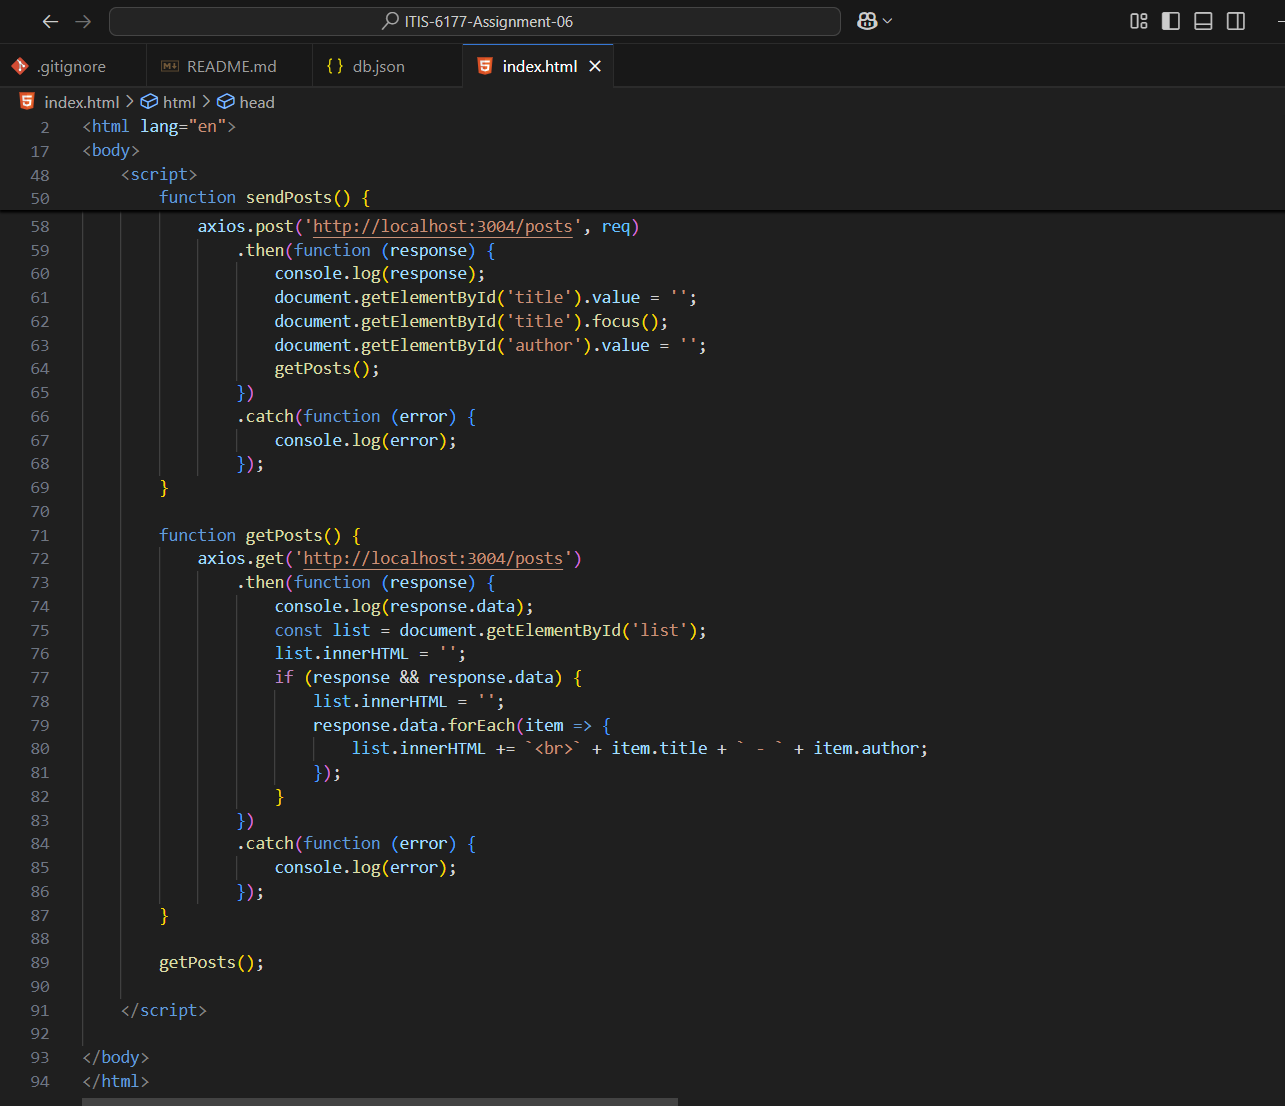 ITIS-6177-Assignment-06
.gitignore README.md {} db.json index.html
index.html > html > head
2 <html lang="en">
17 <body>
48 <script>
50 function sendPosts() {
58 axios.post('http://localhost:3004/posts', req)
59 .then(function (response) {
60 console.log(response);
61 document.getElementById('title').value = '';
62 document.getElementById('title').focus();
63 document.getElementById('author').value = '';
64 getPosts();
65 })
66 .catch(function (error) {
67 console.log(error);
68 });
69 }
70
71 function getPosts() {
72 axios.get('http://localhost:3004/posts')
73 .then(function (response) {
74 console.log(response.data);
75 const list = document.getElementById('list');
76 list.innerHTML = '';
77 if (response && response.data) {
78 list.innerHTML = '';
79 response.data.forEach(item => {
80 list.innerHTML += `<br>` + item.title + ` - ` + item.author;
81 });
82 }
83 })
84 .catch(function (error) {
85 console.log(error);
86 });
87 }
88
89 getPosts();
90
91 </script>
92
93 </body>
94 </html>